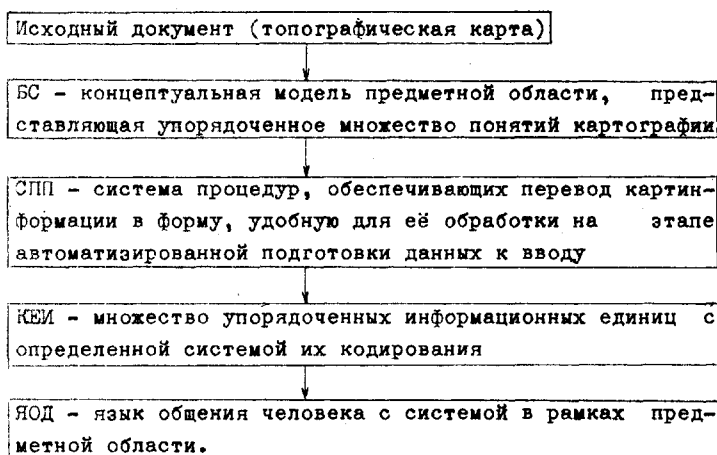 Исходный документ (топографическая карта)
БС - концептуальная модель предметной области, пред-
ставляющая упорядоченное множество понятий картографии
СПП - система процедур, обеспечивающих перевод картин-
формации в форму, удобную для её обработки на этапе
автоматизированной подготовки данных к вводу
КЕИ - множество упорядоченных информационных единиц с
определенной системой их кодирования
ЯОД - язык общения человека с системой в рамках пред-
метной области.